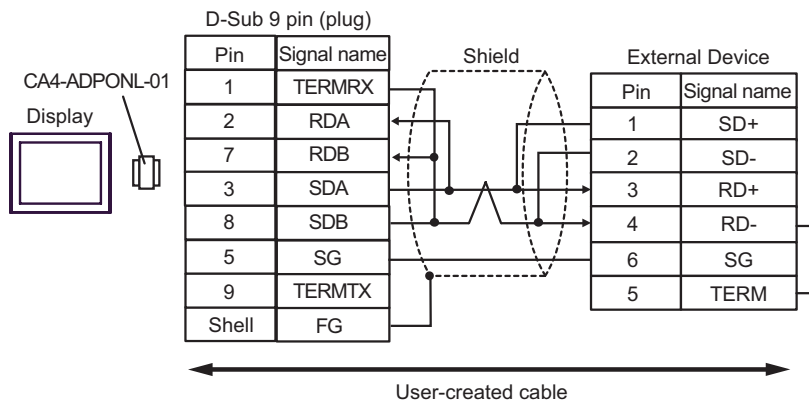 D-Sub 9 pin (plug)
Pin Signal name
1 TERMRX
2 RDA
7 RDB
3 SDA
8 SDB
5 SG
9 TERMTX
Shell FG
CA4-ADPONL-01
Display
Shield
External Device
Pin Signal name
1 SD+
2 SD-
3 RD+
4 RD-
6 SG
5 TERM
User-created cable